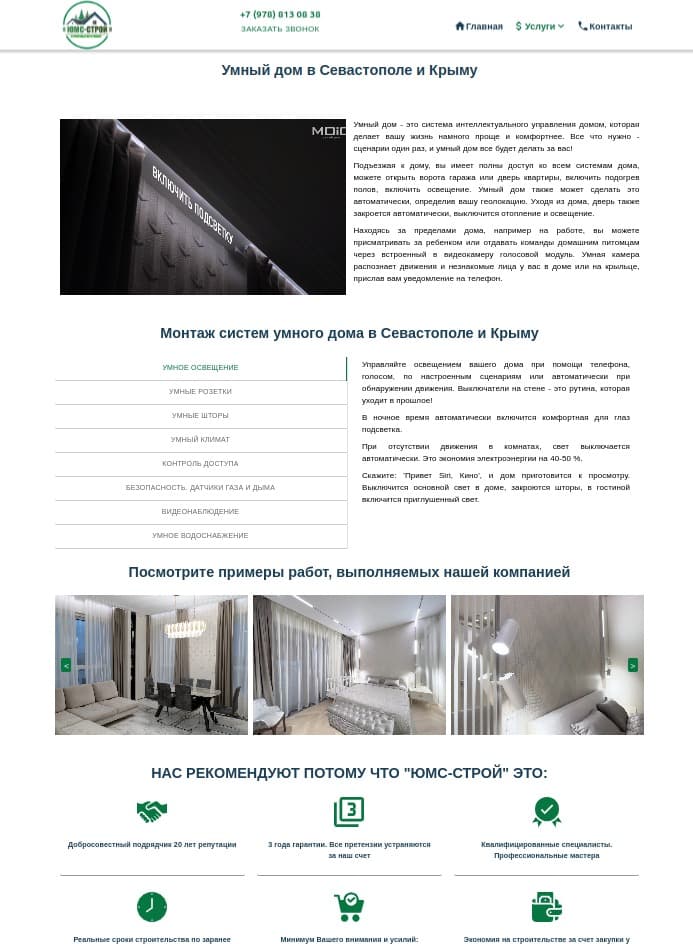 ЮМС-СТРОЙ
+7 (978) 813 08 38
ЗАКАЗАТЬ ЗВОНОК
Главная
$ Услуги
Контакты
Умный дом в Севастополе и Крыму
ВКЛЮЧИТЬ ПОДСВЕТКУ
Умный дом - это система интеллектуального управления домом, которая
делает вашу жизнь намного проще и комфортнее. Все что нужно -
сценарии один раз, и умный дом все будет делать за вас!
Подъезжая к дому, вы имеет полны доступ ко всем системам дома,
можете открыть ворота гаража или дверь квартиры, включить подогрев
полов, включить освещение. Умный дом также может сделать это
автоматически, определив вашу геолокацию. Уходя из дома, дверь также
закроется автоматически, выключится отопление и освещение.
Находясь за пределами дома, например на работе, вы можете
присматривать за ребенком или отдавать команды домашним питомцам
через встроенный в видеокамеру голосовой модуль. Умная камера
распознает движения и незнакомые лица у вас в доме или на крыльце,
прислав вам уведомление на телефон.
Монтаж систем умного дома в Севастополе и Крыму
УМНОЕ ОСВЕЩЕНИЕ
УМНЫЕ РОЗЕТКИ
УМНЫЕ ШТОРЫ
УМНЫЙ КЛИМАТ
КОНТРОЛЬ ДОСТУПА
БЕЗОПАСНОСТЬ. ДАТЧИКИ ГАЗА И ДЫМА
ВИДЕОНАБЛЮДЕНИЕ
УМНОЕ ВОДОСНАБЖЕНИЕ
Управляйте освещением вашего дома при помощи телефона,
голосом, по настроенным сценариям или автоматически при
обнаружении движения. Выключатели на стене - это рутина, которая
уходит в прошлое!
В ночное время автоматически включится комфортная для глаз
подсветка.
При отсутствии движения в комнатах, свет выключается
автоматически. Это экономия электроэнергии на 40-50 %.
Скажите: 'Привет Siri, Кино', и дом приготовится к просмотру.
Выключится основной свет в доме, закроются шторы, в гостиной
включится приглушенный свет.
Посмотрите примеры работ, выполняемых нашей компанией
<
>
НАС РЕКОМЕНДУЮТ ПОТОМУ ЧТО "ЮМС-СТРОЙ" ЭТО:
3
Добросовестный подрядчик 20 лет репутации
3 года гарантии. Все претензии устраняются
за наш счет
Квалифицированные специалисты.
Профессиональные мастера
Реальные сроки строительства по заранее
Минимум Вашего внимания и усилий:
Экономия на строительстве за счет закупки у